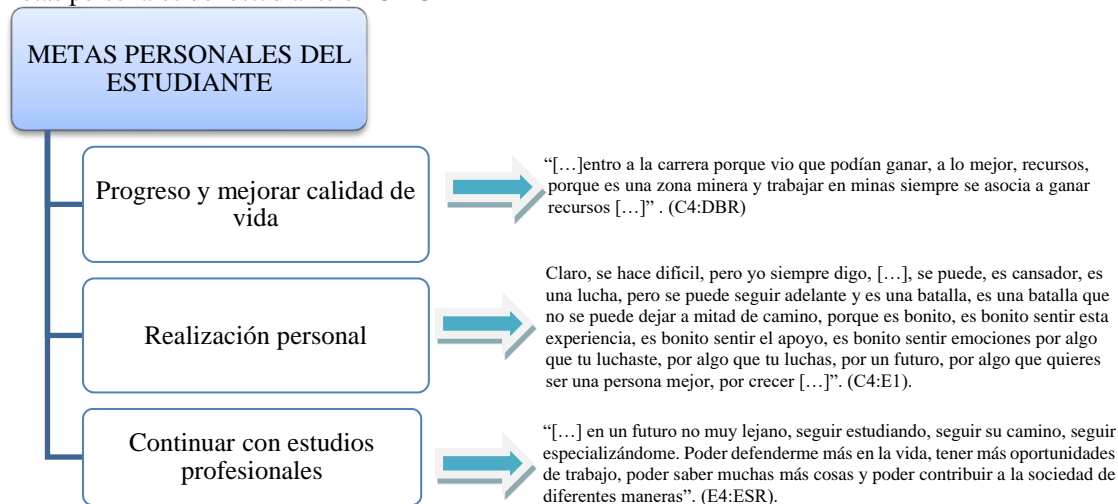 METAS PERSONALES DEL
ESTUDIANTE
Progreso y mejorar calidad de
vida
“[…]entro a la carrera porque vio que podían ganar, a lo mejor, recursos,
porque es una zona minera y trabajar en minas siempre se asocia a ganar
recursos […]” . (C4:DBR)
Realización personal
Claro, se hace difícil, pero yo siempre digo, […], se puede, es cansador, es
una lucha, pero se puede seguir adelante y es una batalla, es una batalla que
no se puede dejar a mitad de camino, porque es bonito, es bonito sentir esta
experiencia, es bonito sentir el apoyo, es bonito sentir emociones por algo
que tu luchaste, por algo que tu luchas, por un futuro, por algo que quieres
ser una persona mejor, por crecer […]”. (C4:E1).
Continuar con estudios
profesionales
“[…] en un futuro no muy lejano, seguir estudiando, seguir su camino, seguir
especializándome. Poder defenderme más en la vida, tener más oportunidades
de trabajo, poder saber muchas más cosas y poder contribuir a la sociedad de
diferentes maneras”. (E4:ESR).